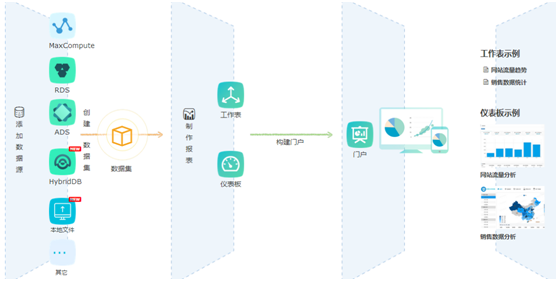 MaxCompute
RDS
ADS
NEW
HybridDB
NEW
本地文件
其它
添加数据源
创建数据集
数据集
制作报表
工作表
仪表板
构建门户
门户
工作表示例
网站流量趋势
销售数据统计
仪表板示例
网站流量分析
销售数据分析